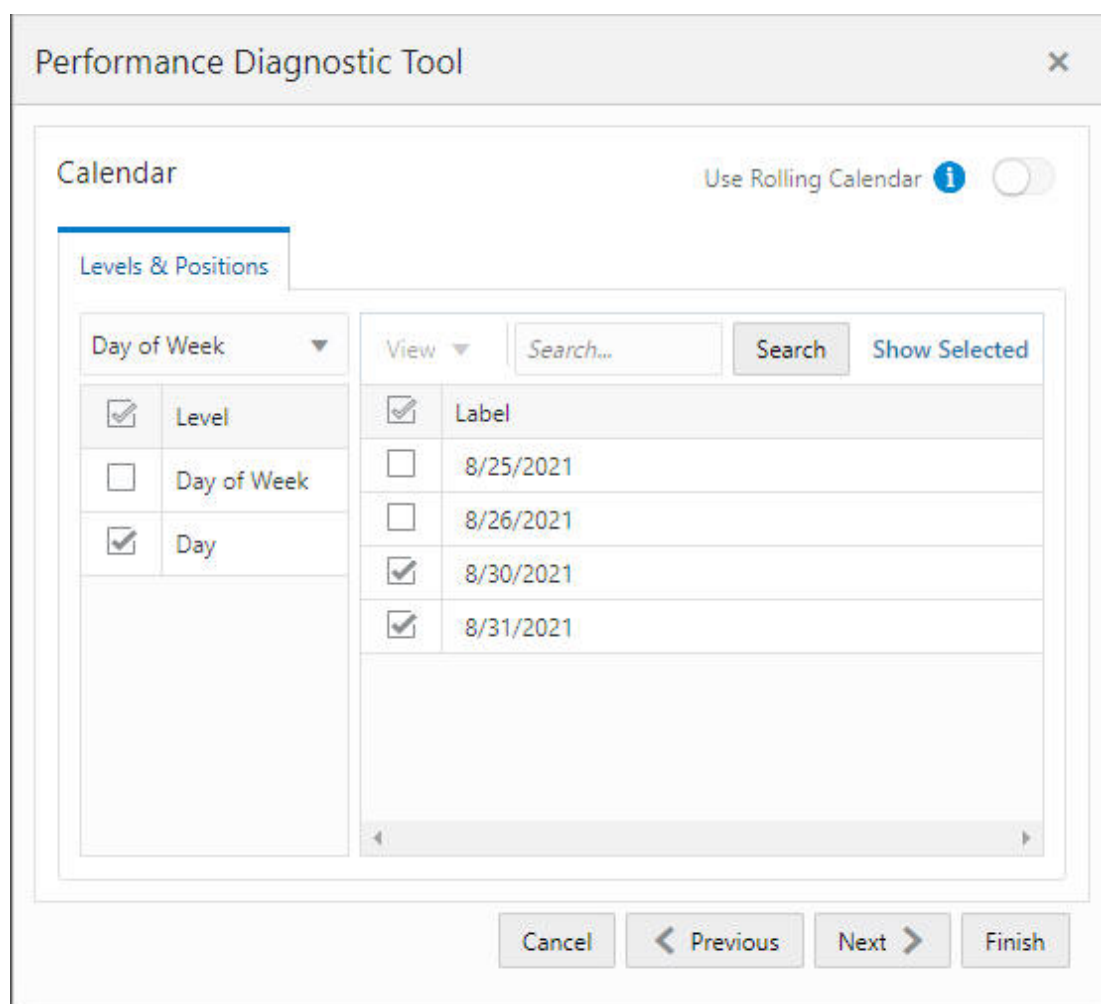 Performance Diagnostic Tool
Calendar
Use Rolling Calendar
Levels & Positions
Day of Week
View
Search...
Search
Show Selected
Level
Day of Week
Day
Label
8/25/2021
8/26/2021
8/30/2021
8/31/2021
Cancel
Previous
Next
Finish